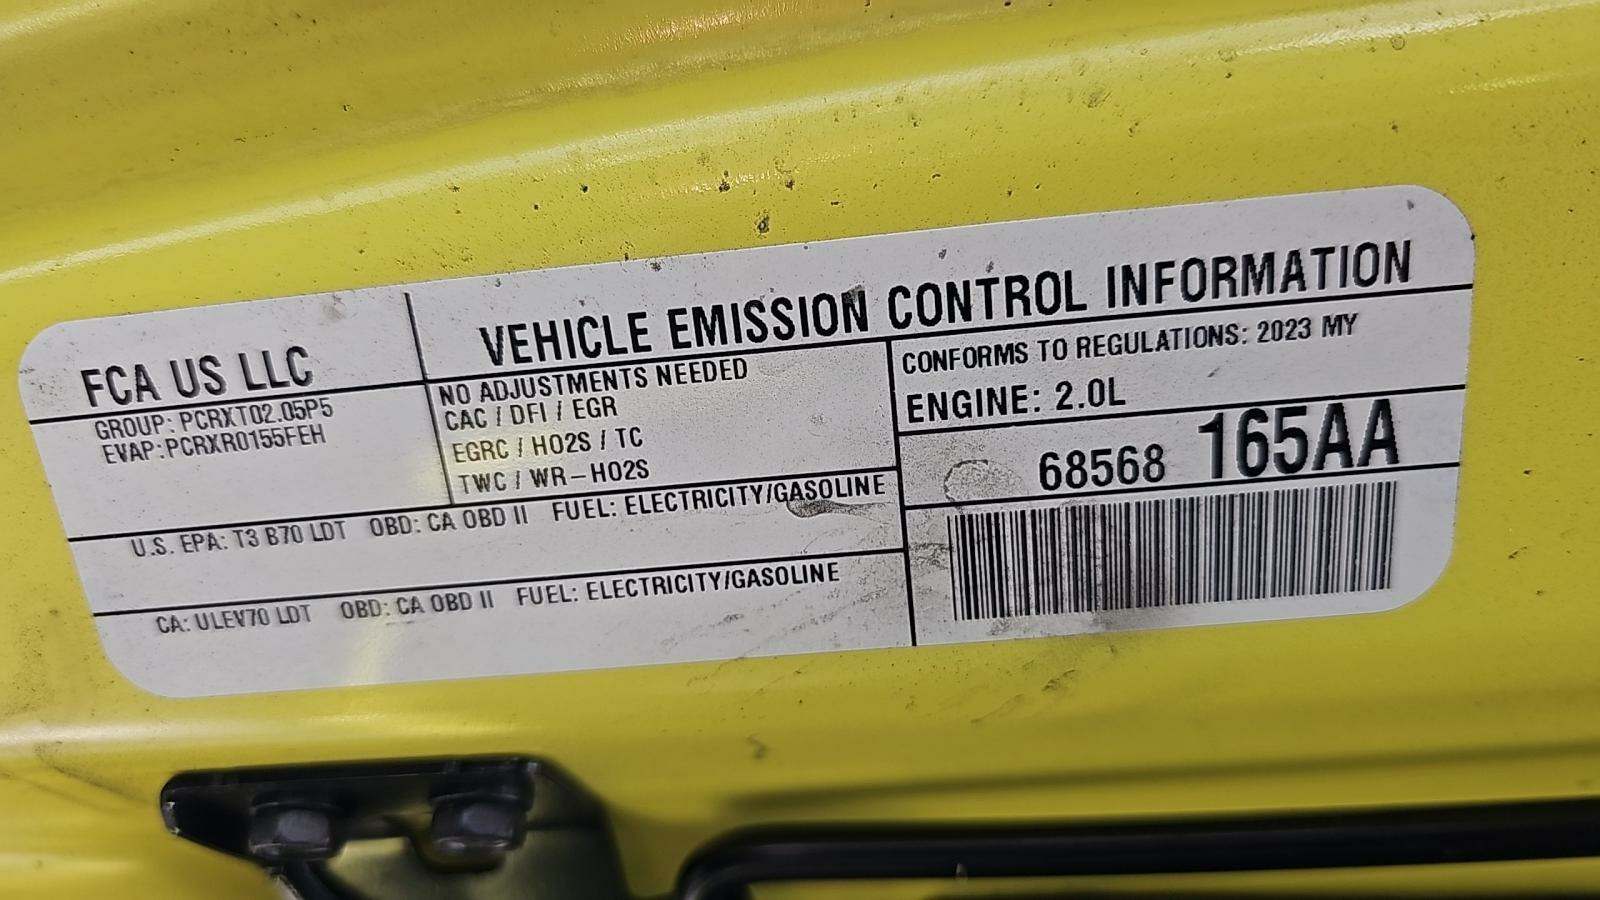 FCA US LLC
VEHICLE EMISSION CONTROL INFORMATION
GROUP: PCRXT02.05P5
EVAP:PCRXR0155FEH
NO ADJUSTMENTS NEEDED
CAC / DFI / EGR
EGRC / HO2S / TC
TWC / WR-HO2S
CONFORMS TO REGULATIONS: 2023 MY
ENGINE: 2.0L
68568 165AA
U.S. EPA: T3 B70 LDT OBD: CA OBD II FUEL: ELECTRICITY/GASOLINE
CA: ULEV70 LDT OBD: CA OBD II FUEL: ELECTRICITY/GASOLINE